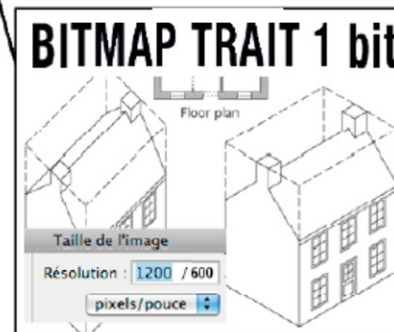 BITMAP TRAIT 1 bit
Floor plan
Taille de l'image
Résolution : 1200 / 600
pixels/pouce